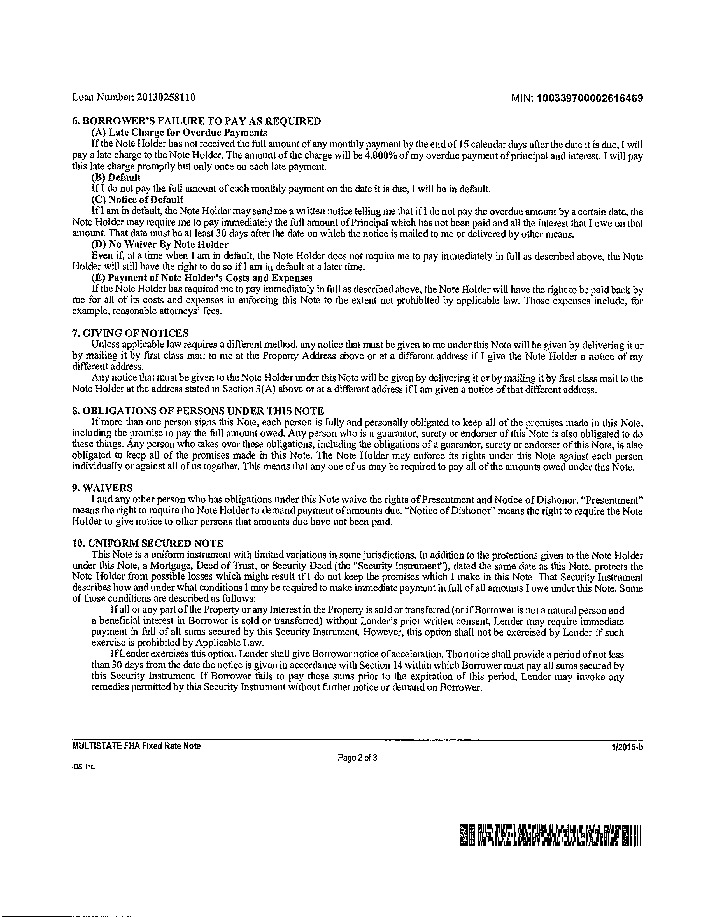 Loan Number: 20130258110 MIN: 100339700002616469
6. BORROWER'S FAILURE TO PAY AS REQUIRED
(A) Late Charge for Overdue Payments
If the Note Holder has not received the full amount of any monthly payment by the end of 15 calendar days after the date it is due, I will
pay a late charge to the Note Holder. The amount of the charge will be 4.000% of my overdue payment of principal and interest. I will pay
this late charge promptly but only once on each late payment.
(B) Default
If I do not pay the full amount of each monthly payment on the date it is due, I will be in default.
(C) Notice of Default
If I am in default, the Note Holder may send me a written notice telling me that if I do not pay the overdue amount by a certain date, the
Note Holder may require me to pay immediately the full amount of Principal which has not been paid and all the interest that I owe on that
amount. That date must be at least 30 days after the date on which the notice is mailed to me or delivered by other means.
(D) No Waiver By Note Holder
Even if, at a time when I am in default, the Note Holder does not require me to pay immediately in full as described above, the Note
Holder will still have the right to do so if I am in default at a later time.
(E) Payment of Note Holder's Costs and Expenses
If the Note Holder has required me to pay immediately in full as described above, the Note Holder will have the right to be paid back by
me for all of its costs and expenses in enforcing this Note to the extent not prohibited by applicable law. Those expenses include, for
example, reasonable attorneys' fees.
7. GIVING OF NOTICES
Unless applicable law requires a different method, any notice that must be given to me under this Note will be given by delivering it or
by mailing it by first class mail to me at the Property Address above or at a different address if I give the Note Holder a notice of my
different address.
Any notice that must be given to the Note Holder under this Note will be given by delivering it or by mailing it by first class mail to the
Note Holder at the address stated in Section 3(A) above or at a different address if I am given a notice of that different address.
8. OBLIGATIONS OF PERSONS UNDER THIS NOTE
If more than one person signs this Note, each person is fully and personally obligated to keep all of the promises made in this Note,
including the promise to pay the full amount owed. Any person who is a guarantor, surety or endorser of this Note is also obligated to do
these things. Any person who takes over these obligations, including the obligations of a guarantor, surety or endorser of this Note, is also
obligated to keep all of the promises made in this Note. The Note Holder may enforce its rights under this Note against each person
individually or against all of us together. This means that any one of us may be required to pay all of the amounts owed under this Note.
9. WAIVERS
I and any other person who has obligations under this Note waive the rights of Presentment and Notice of Dishonor. "Presentment"
means the right to require the Note Holder to demand payment of amounts due. "Notice of Dishonor" means the right to require the Note
Holder to give notice to other persons that amounts due have not been paid.
10. UNIFORM SECURED NOTE
This Note is a uniform instrument with limited variations in some jurisdictions. In addition to the protections given to the Note Holder
under this Note, a Mortgage, Deed of Trust, or Security Deed (the "Security Instrument"), dated the same date as this Note, protects the
Note Holder from possible losses which might result if I do not keep the promises which I make in this Note. That Security Instrument
describes how and under what conditions I may be required to make immediate payment in full of all amounts I owe under this Note. Some
of those conditions are described as follows:
If all or any part of the Property or any Interest in the Property is sold or transferred (or if Borrower is not a natural person and
a beneficial interest in Borrower is sold or transferred) without Lender's prior written consent, Lender may require immediate
payment in full of all sums secured by this Security Instrument. However, this option shall not be exercised by Lender if such
exercise is prohibited by Applicable Law.
If Lender exercises this option, Lender shall give Borrower notice of acceleration. The notice shall provide a period of not less
than 30 days from the date the notice is given in accordance with Section 14 within which Borrower must pay all sums secured by
this Security Instrument. If Borrower fails to pay these sums prior to the expiration of this period, Lender may invoke any
remedies permitted by this Security Instrument without further notice or demand on Borrower.
MULTISTATE FHA Fixed Rate Note 1/2015-b
Page 2 of 3